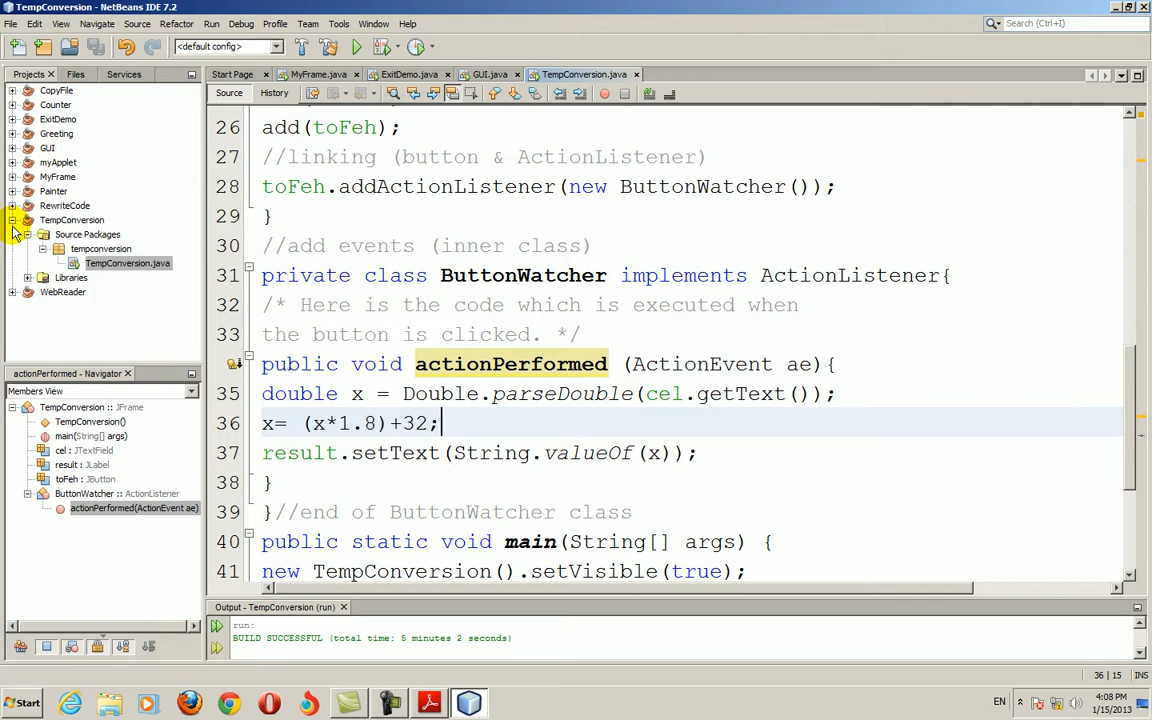 TempConversion - NetBeans IDE 7.2
File Edit View Navigate Source Refactor Run Debug Profile Team Tools Window Help
<default config>
Search (Ctrl+I)
Projects Files Services
CopyFile
Counter
ExitDemo
Greeting
GUI
myApplet
MyFrame
Painter
RewriteCode
TempConversion
Source Packages
tempconversion
TempConversion.java
Libraries
WebReader
actionPerformed - Navigator
Members View
TempConversion :: JFrame
TempConversion()
main(String[] args)
cel : JTextField
result : JLabel
toFeh : JButton
ButtonWatcher :: ActionListener
actionPerformed(ActionEvent ae)
Start Page MyFrame.java ExitDemo.java GUI.java TempConversion.java
Source History
26 add(toFeh);
27 //linking (button & ActionListener)
28 toFeh.addActionListener(new ButtonWatcher());
29 }
30 //add events (inner class)
31 private class ButtonWatcher implements ActionListener{
32 /* Here is the code which is executed when
33 the button is clicked. */
public void actionPerformed (ActionEvent ae){
35 double x = Double.parseDouble(cel.getText());
36 x= (x*1.8)+32;
37 result.setText(String.valueOf(x));
38 }
39 }//end of ButtonWatcher class
40 public static void main(String[] args) {
41 new TempConversion().setVisible(true);
Output - TempConversion (run)
run:
BUILD SUCCESSFUL (total time: 5 minutes 2 seconds)
36 | 15 INS
Start
EN
4:08 PM
1/15/2013